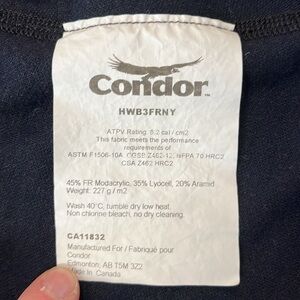 Condor
HWB3FRNY
ATPV Rating: 8.2 cal / cm2
This fabric meets the performance
requirements of
ASTM F1506-10A, CGSB Z462-12, NFPA 70 HRC2
CSA Z462 HRC2
45% FR Modacrylic, 35% Lyocell, 20% Aramid
Weight: 227 g / m2
Wash 40°C, tumble dry low heat.
Non chlorine bleach, no dry cleaning.
CA11832
Manufactured For / Fabriqué pour
Condor
Edmonton, AB T5M 3Z2
Made In Canada